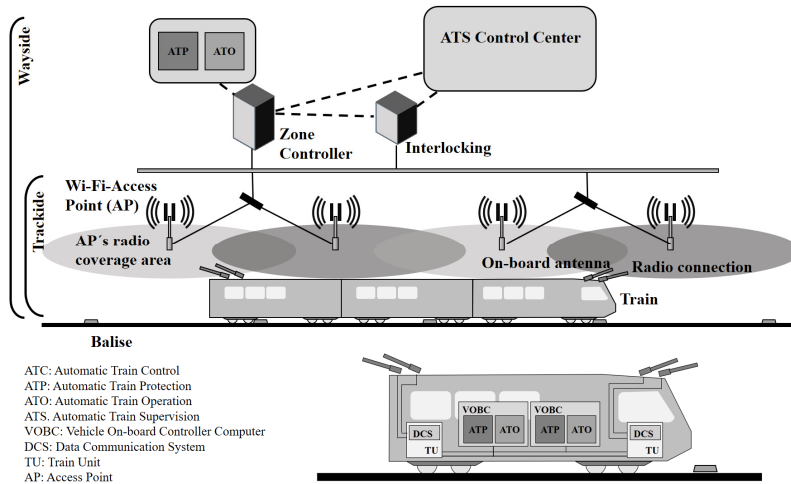 Wayside
ATP
ATO
ATS Control Center
Zone
Controller
Interlocking
Trackide
Wi-Fi-Access
Point (AP)
AP´s radio
coverage area
On-board antenna
Radio connection
Train
Balise
ATC: Automatic Train Control
ATP: Automatic Train Protection
ATO: Automatic Train Operation
ATS. Automatic Train Supervision
VOBC: Vehicle On-board Controller Computer
DCS: Data Communication System
TU: Train Unit
AP: Access Point
VOBC
VOBC
DCS
TU
ATP
ATO
ATP
ATO
DCS
TU